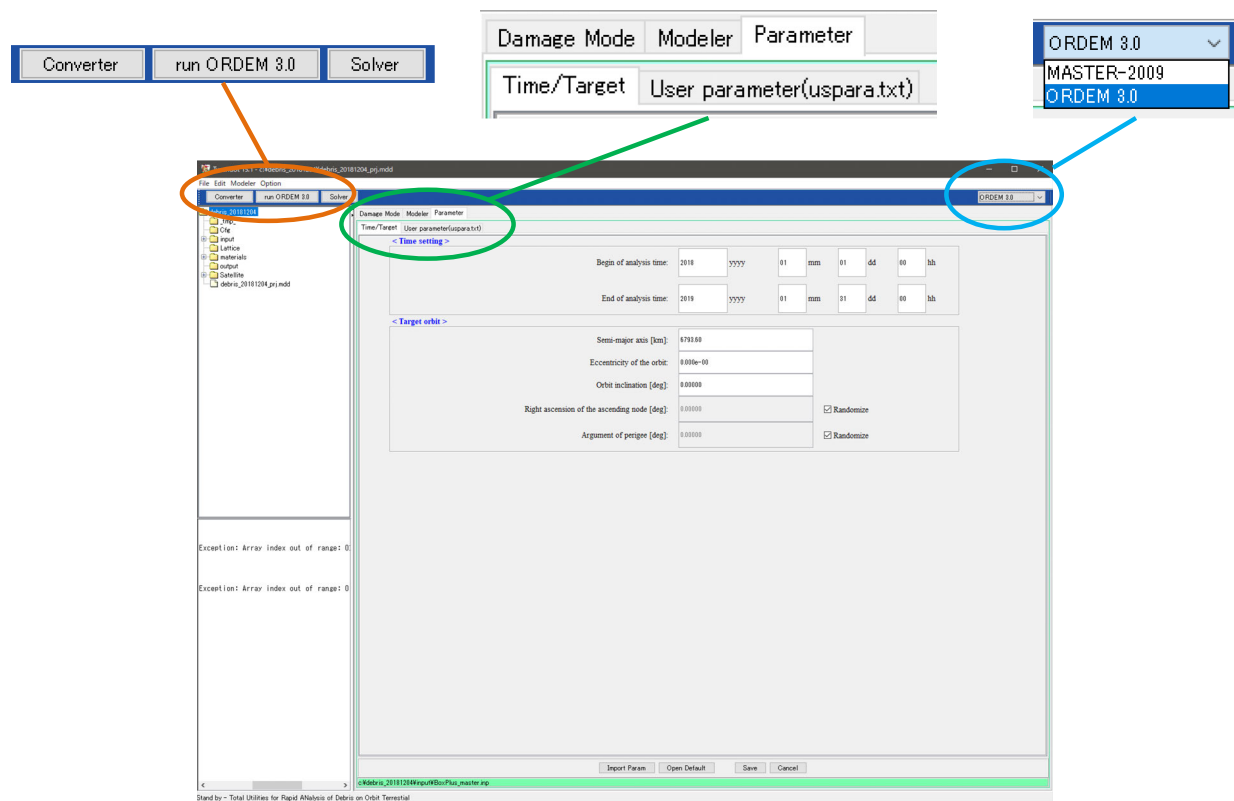 Converter run ORDEM 3.0 Solver
Damage Mode Modeler Parameter
Time/Target User parameter(uspara.txt)
ORDEM 3.0
MASTER-2009
ORDEM 3.0
File Edit Modeler Option
Converter run ORDEM 3.0 Solver
ORDEM 3.0
debris_20181204
_tmp_
Cfg
input
Lattice
materials
output
Satellite
debris_20181204_prj.mdd
Exception: Array index out of range: 0
Exception: Array index out of range: 0
Damage Mode Modeler Parameter
Time/Target User parameter(uspara.txt)
< Time setting >
Begin of analysis time: 2018 yyyy 01 mm 01 dd 00 hh
End of analysis time: 2019 yyyy 01 mm 31 dd 00 hh
< Target orbit >
Semi-major axis [km]: 6793.60
Eccentricity of the orbit: 0.000e-00
Orbit inclination [deg]: 0.00000
Right ascension of the ascending node [deg]: 0.00000 Randomize
Argument of perigee [deg]: 0.00000 Randomize
Import Param Open Default Save Cancel
c:¥debris_20181204¥input¥BoxPlus_master.inp
Stand by - Total Utilities for Rapid ANalysis of Debris on Orbit Terrestial